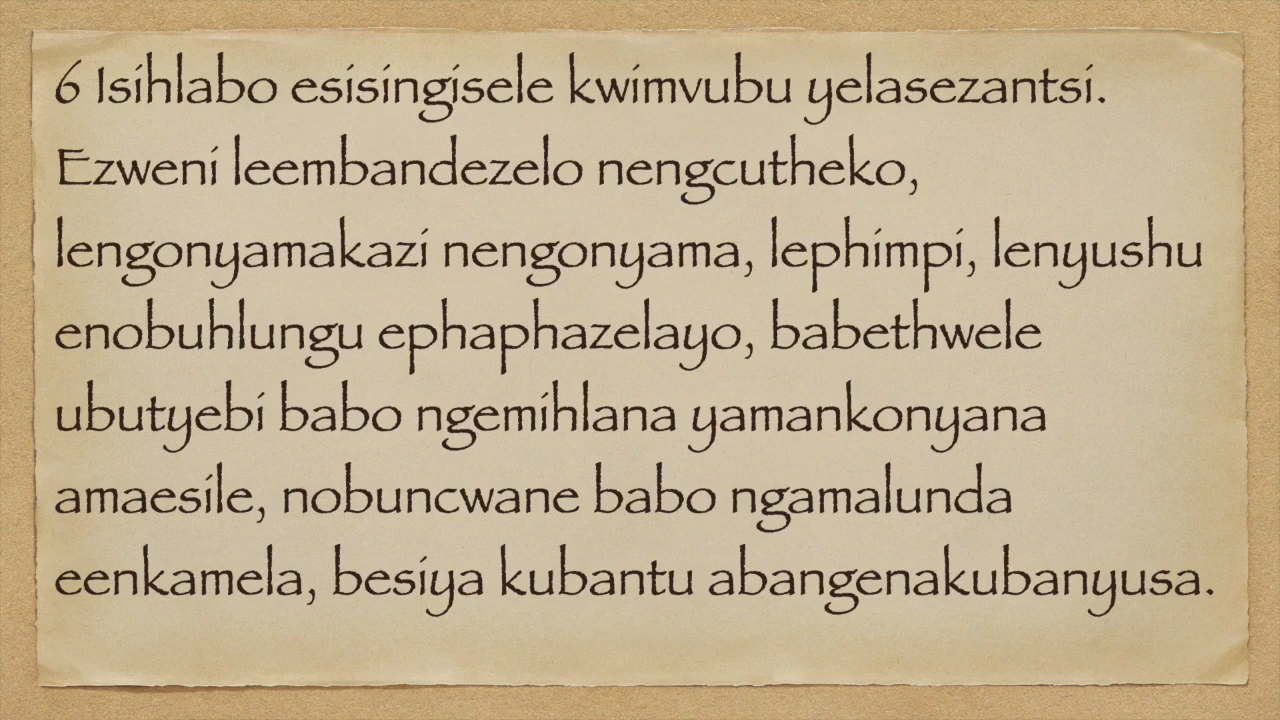 6 Isihlabo esisingisele kwimvubu yelasezantsi.
Ezweni leembandezelo nengcutheko,
lengonyamakazi nengonyama, lephimpi, lenyushu
enobuhlungu ephaphazelayo, babethwele
ubutyebi babo ngemihlana yamankonyana
amaesile, nobuncwane babo ngamalunda
eenkamela, besiya kubantu abangenakubanyusa.